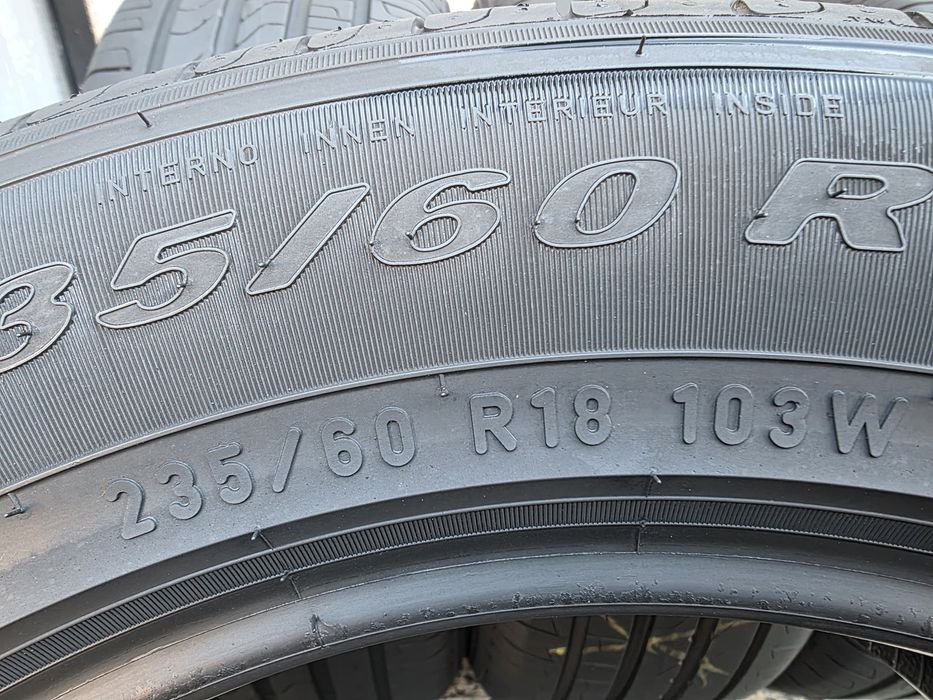 INTERNO INNEN INTERIEUR INSIDE
35/60 R
235/60 R18 103W